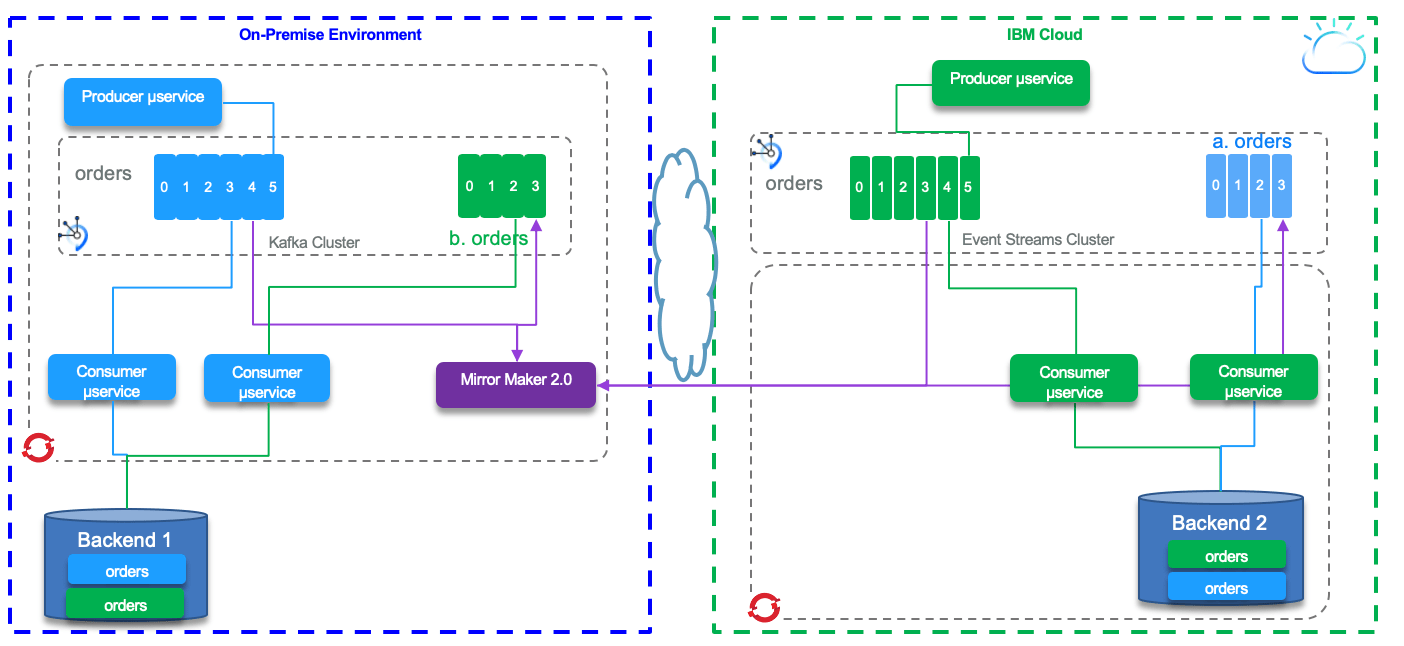 On-Premise Environment
Producer µservice
orders
0 1 2 3 4 5
0 1 2 3
Kafka Cluster
b. orders
Consumer
µservice
Consumer
µservice
Mirror Maker 2.0
Backend 1
orders
orders
IBM Cloud
Producer µservice
orders
0 1 2 3 4 5
a. orders
0 1 2 3
Event Streams Cluster
Consumer
µservice
Consumer
µservice
Backend 2
orders
orders